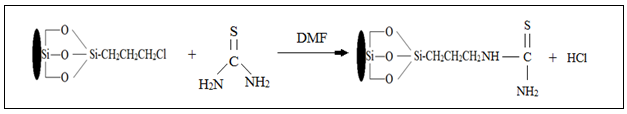 O S O S
DMF
Si-O - Si-CH2CH2CH2Cl + C Si-O - Si-CH2CH2CH2NH - C + HCl
O H2N NH2 O NH2